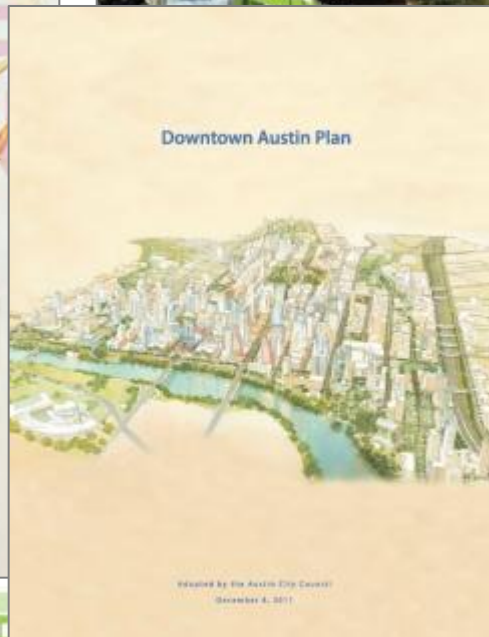 Downtown Austin Plan
Adopted by the Austin City Council
December 8, 2011